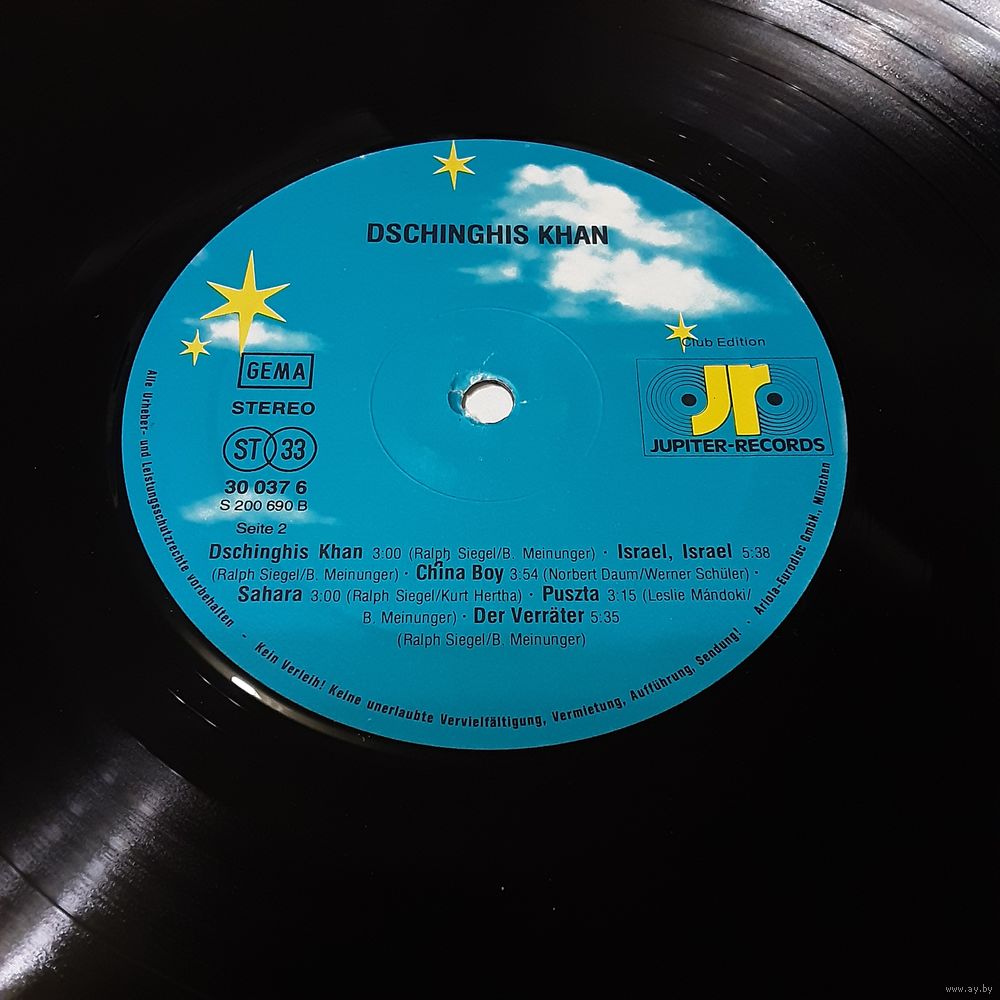 DSCHINGHIS KHAN
Club Edition
jr
JUPITER-RECORDS
GEMA
STEREO
ST 33
30 037 6
S 200 690 B
Seite 2
Dschinghis Khan 3:00 (Ralph Siegel/B. Meinunger) · Israel, Israel 5:38
(Ralph Siegel/B. Meinunger) · China Boy 3:54 (Norbert Daum/Werner Schüler) ·
Sahara 3:00 (Ralph Siegel/Kurt Hertha) · Puszta 3:15 (Leslie Mándoki/
B. Meinunger) · Der Verräter 5:35
(Ralph Siegel/B. Meinunger)
Alle Urheber- und Leistungsschutzrechte vorbehalten - Kein Verleih! Keine unerlaubte Vervielfältigung, Vermietung, Aufführung, Sendung! · Ariola-Eurodisc GmbH., München
www.ay.by